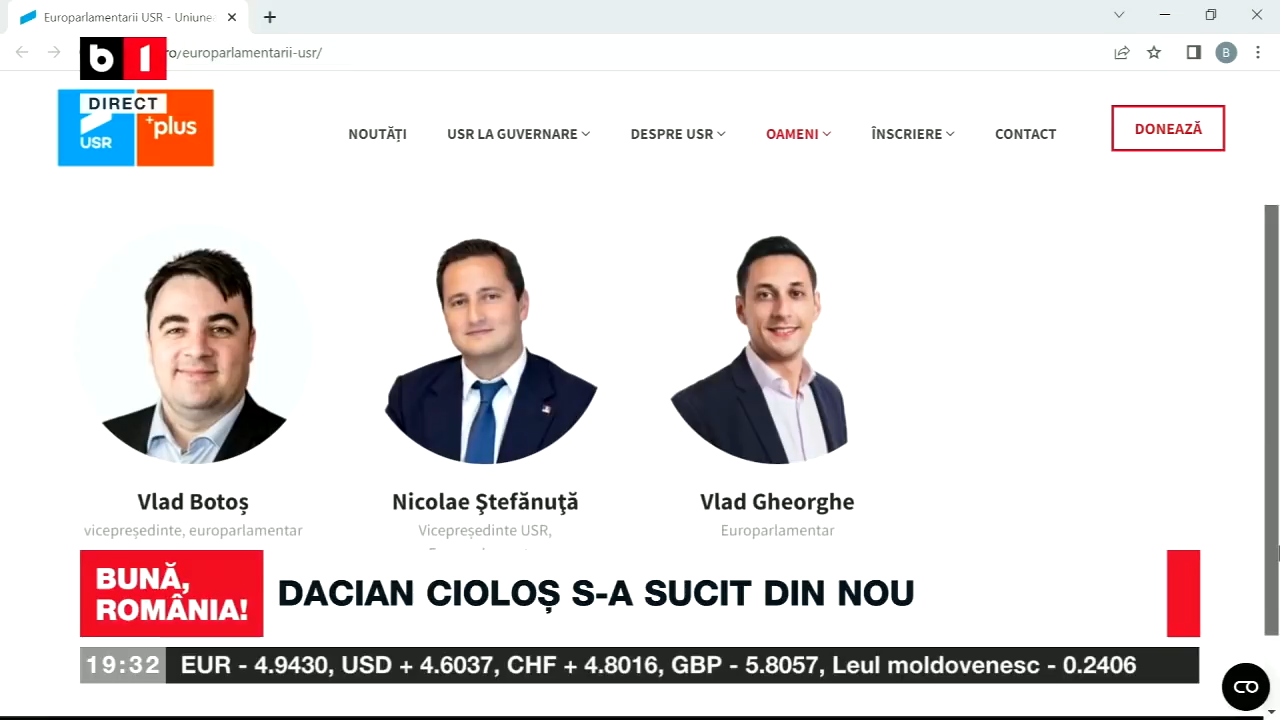 Europarlamentarii USR - Uniune
b1
ro/europarlamentarii-usr/
B
DIRECT
USR
+plus
NOUTĂȚI
USR LA GUVERNARE
DESPRE USR
OAMENI
ÎNSCRIERE
CONTACT
DONEAZĂ
Vlad Botoș
vicepreședinte, europarlamentar
Nicolae Ştefănuţă
Vicepreședinte USR,
Vlad Gheorghe
Europarlamentar
BUNĂ,
ROMÂNIA!
DACIAN CIOLOȘ S-A SUCIT DIN NOU
19:32
EUR - 4.9430, USD + 4.6037, CHF + 4.8016, GBP - 5.8057, Leul moldovenesc - 0.2406